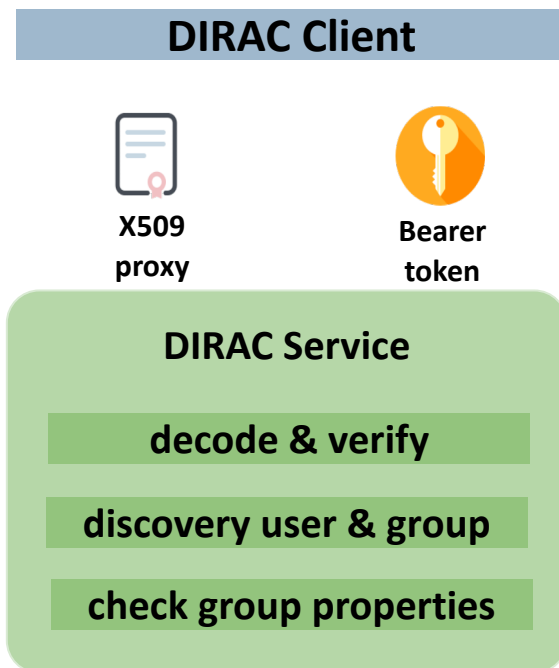 DIRAC Client
X509
proxy
Bearer
token
DIRAC Service
decode & verify
discovery user & group
check group properties